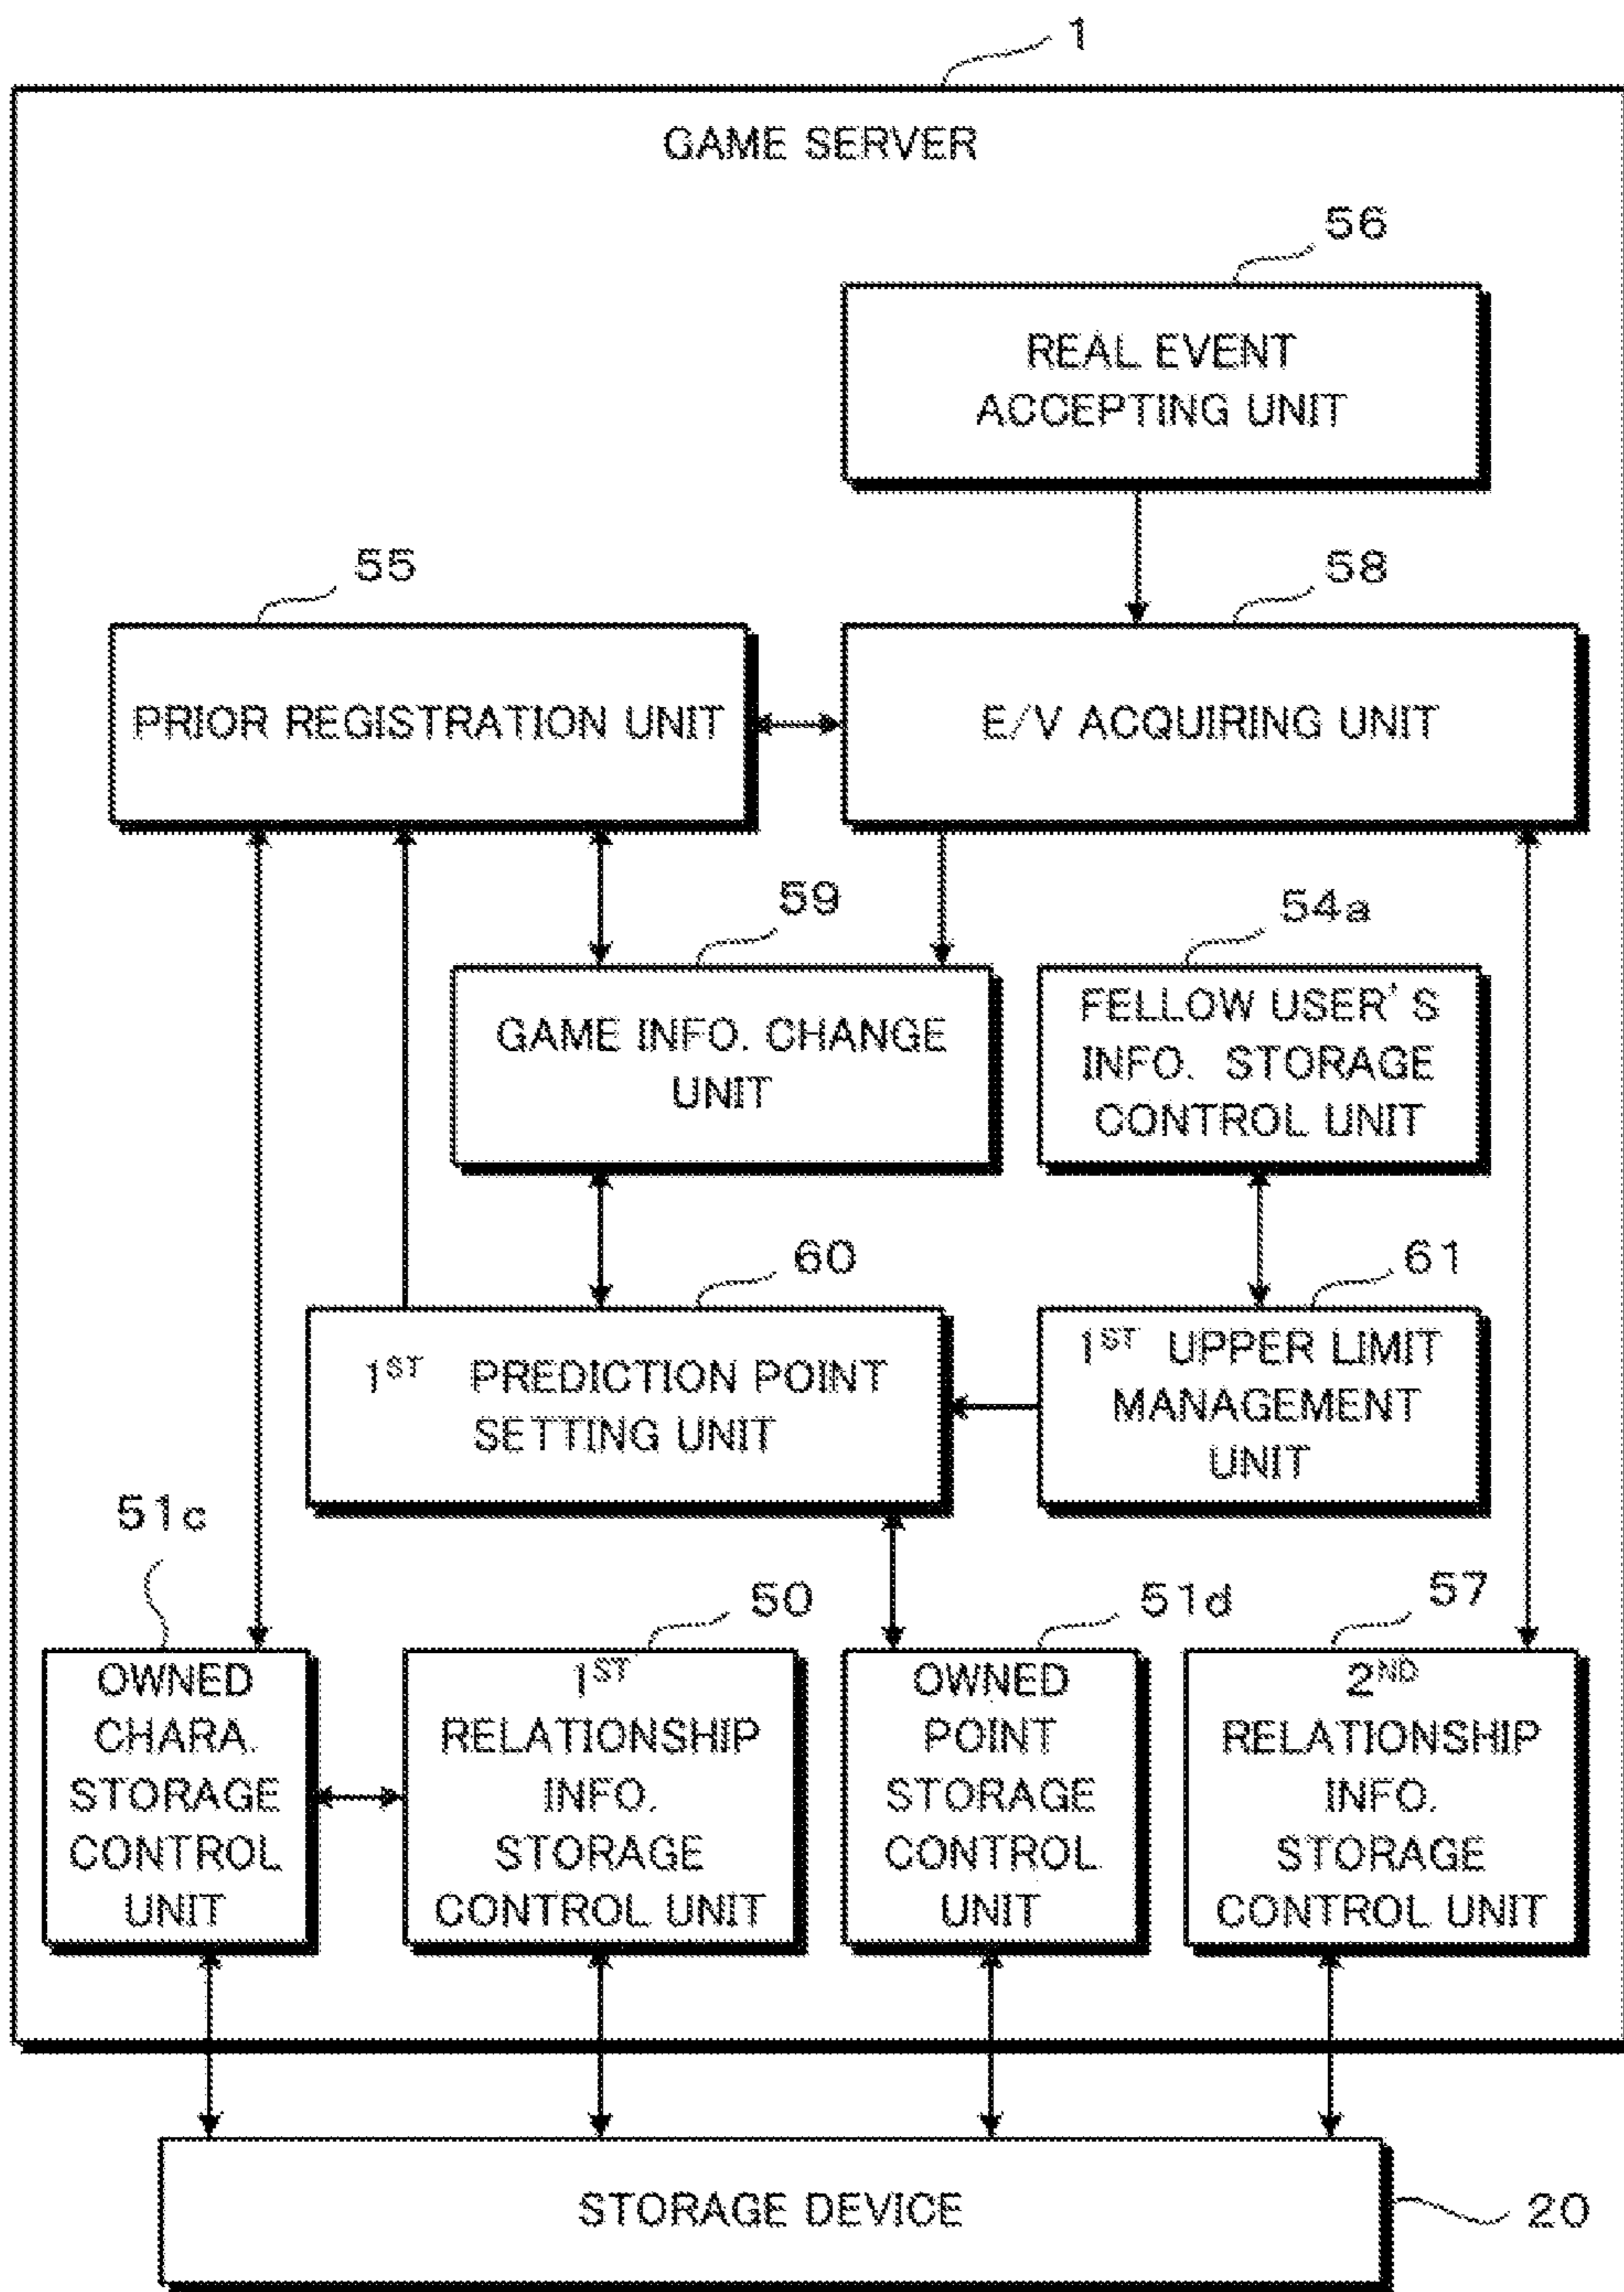 1
GAME SERVER
56
REAL EVENT
ACCEPTING UNIT
55
58
PRIOR REGISTRATION UNIT
E/V ACQUIRING UNIT
59
54a
GAME INFO. CHANGE
UNIT
FELLOW USER'S
INFO. STORAGE
CONTROL UNIT
60
61
1ST PREDICTION POINT
SETTING UNIT
1ST UPPER LIMIT
MANAGEMENT
UNIT
51c
50
51d
57
OWNED
CHARA.
STORAGE
CONTROL
UNIT
1ST
RELATIONSHIP
INFO.
STORAGE
CONTROL UNIT
OWNED
POINT
STORAGE
CONTROL
UNIT
2ND
RELATIONSHIP
INFO.
STORAGE
CONTROL UNIT
STORAGE DEVICE
20